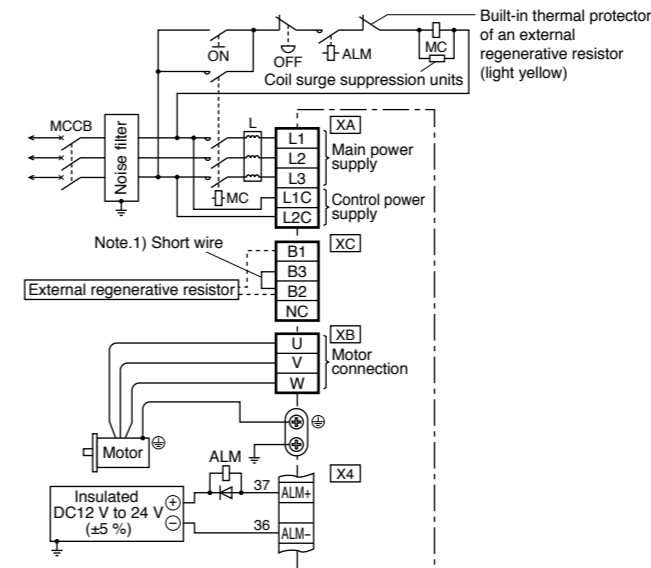 Built-in thermal protector
of an external
regenerative resistor
(light yellow)
ON
OFF
ALM
MC
Coil surge suppression units
MCCB
Noise filter
L
MC
XA
L1
L2
L3
Main power
supply
L1C
L2C
Control power
supply
Note.1) Short wire
External regenerative resistor
XC
B1
B3
B2
NC
XB
U
V
W
Motor
connection
Motor
ALM
X4
Insulated
DC12 V to 24 V
(±5 %)
+
−
37
ALM+
36
ALM−